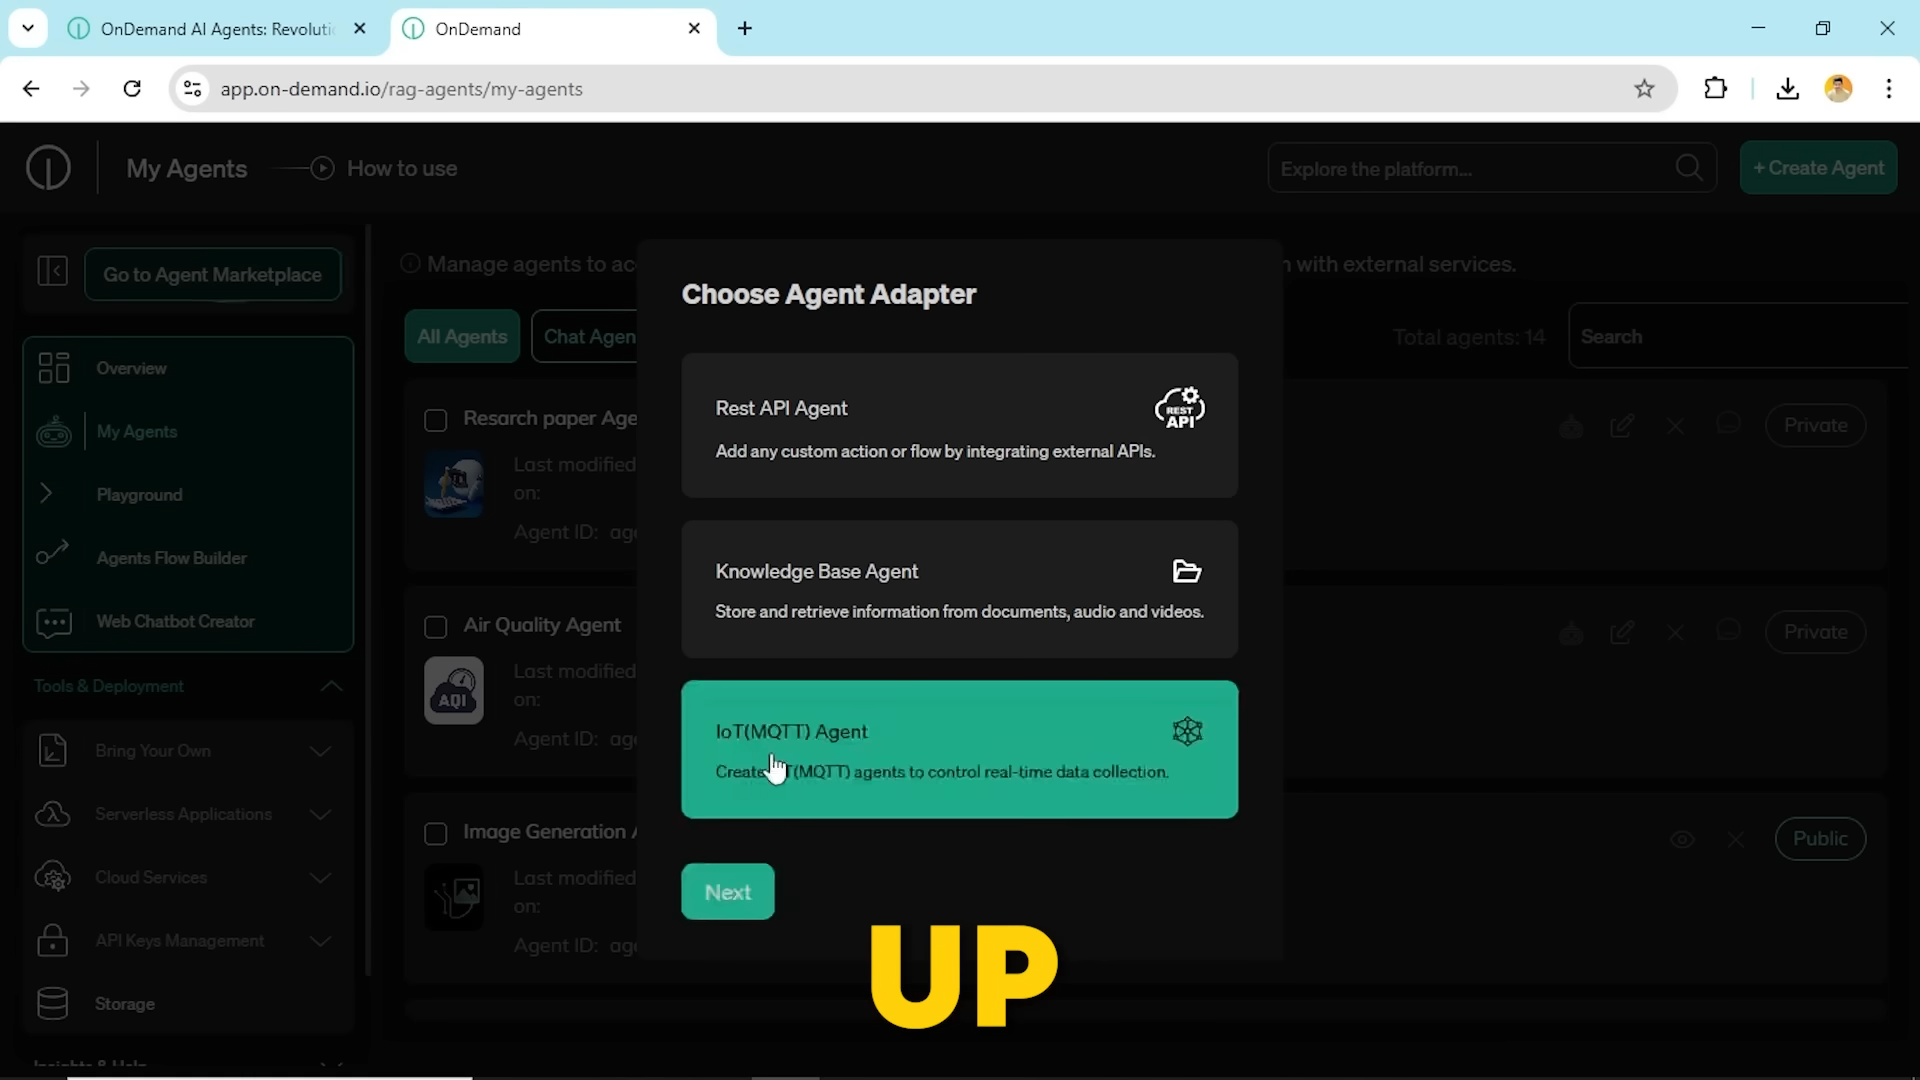 OnDemand AI Agents: Revoluti
OnDemand
app.on-demand.io/rag-agents/my-agents
My Agents
How to use
Explore the platform...
+ Create Agent
Go to Agent Marketplace
Manage agents to ac
n with external services.
All Agents
Chat Agen
Total agents: 14
Search
Overview
My Agents
Playground
Agents Flow Builder
Web Chatbot Creator
Tools & Deployment
Bring Your Own
Serverless Applications
Cloud Services
API Keys Management
Storage
Insights & Help
Resarch paper Age
Last modified
on:
Agent ID: age
Private
Air Quality Agent
AQI
Last modified
on:
Agent ID: age
Private
Image Generation A
Last modified
on:
Agent ID: age
Public
Choose Agent Adapter
Rest API Agent
REST
API
Add any custom action or flow by integrating external APIs.
Knowledge Base Agent
Store and retrieve information from documents, audio and videos.
IoT(MQTT) Agent
Create T(MQTT) agents to control real-time data collection.
Next
UP